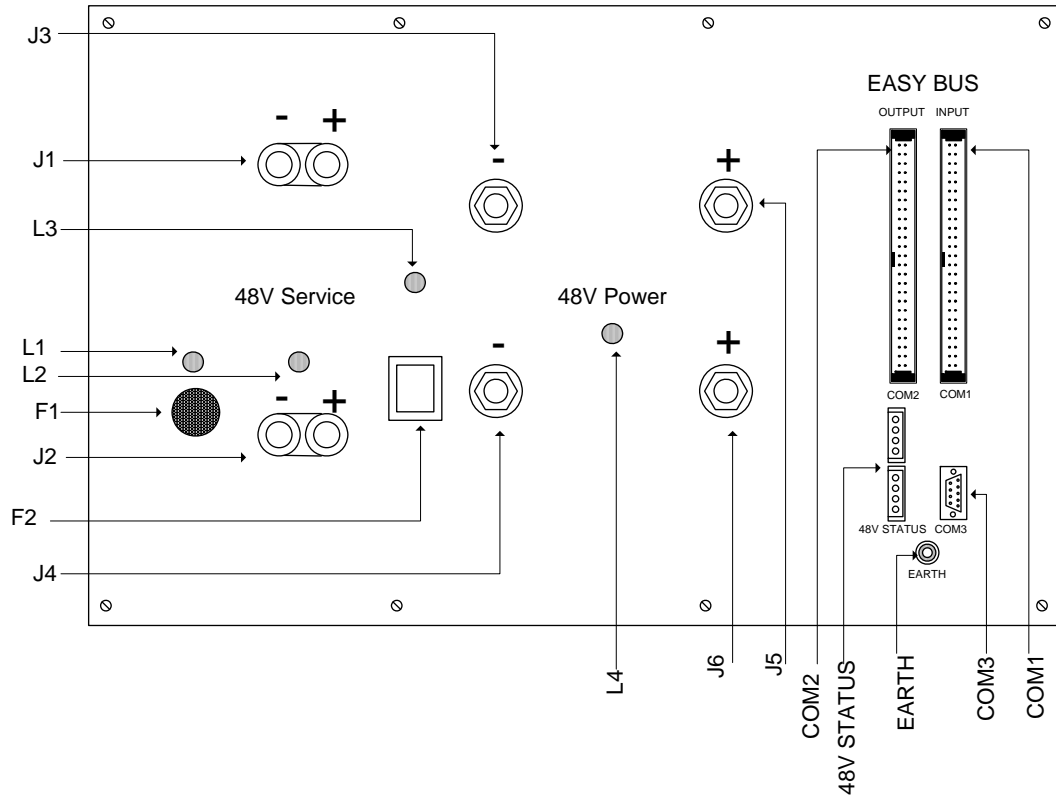 J3
EASY BUS
OUTPUT INPUT
- +
J1
-
+
L3
48V Service
48V Power
L1
L2
-
+
- +
F1
COM2
COM1
J2
F2
48V STATUS COM3
J4
EARTH
L4
J6
J5
COM2
48V STATUS
EARTH
COM3
COM1